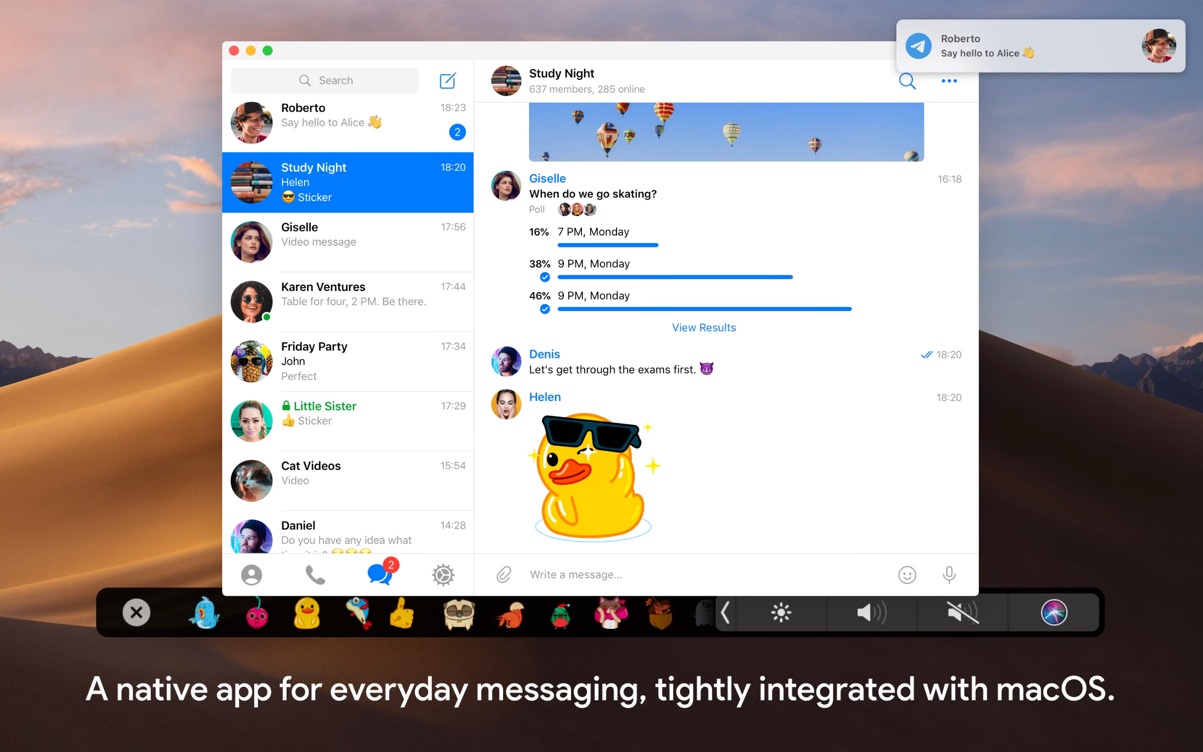 Roberto
Say hello to Alice 👋
Search
Roberto 18:23
Say hello to Alice 👋
2
Study Night 18:20
Helen
😎 Sticker
Giselle 17:56
Video message
Karen Ventures 17:44
Table for four, 2 PM. Be there.
Friday Party 17:34
John
Perfect
Little Sister 17:29
👍 Sticker
Cat Videos 15:54
Video
Daniel 14:28
Do you have any idea what
2
Study Night
637 members, 285 online
Giselle 16:18
When do we go skating?
Poll
16% 7 PM, Monday
38% 9 PM, Monday
46% 9 PM, Monday
View Results
Denis 18:20
Let's get through the exams first. 😈
Helen 18:20
Write a message...
A native app for everyday messaging, tightly integrated with macOS.